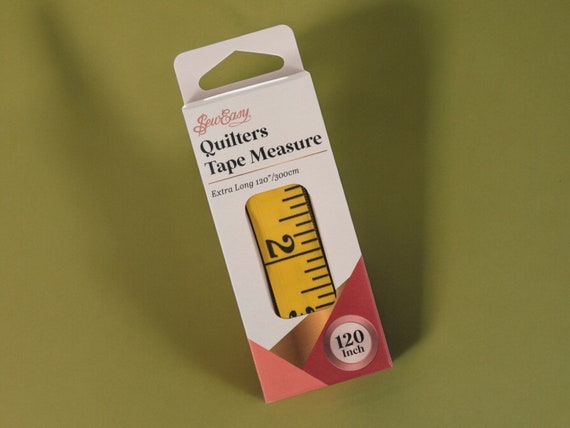 SewEasy
Quilters
Tape Measure
Extra Long 120"/300cm
2
120
Inch